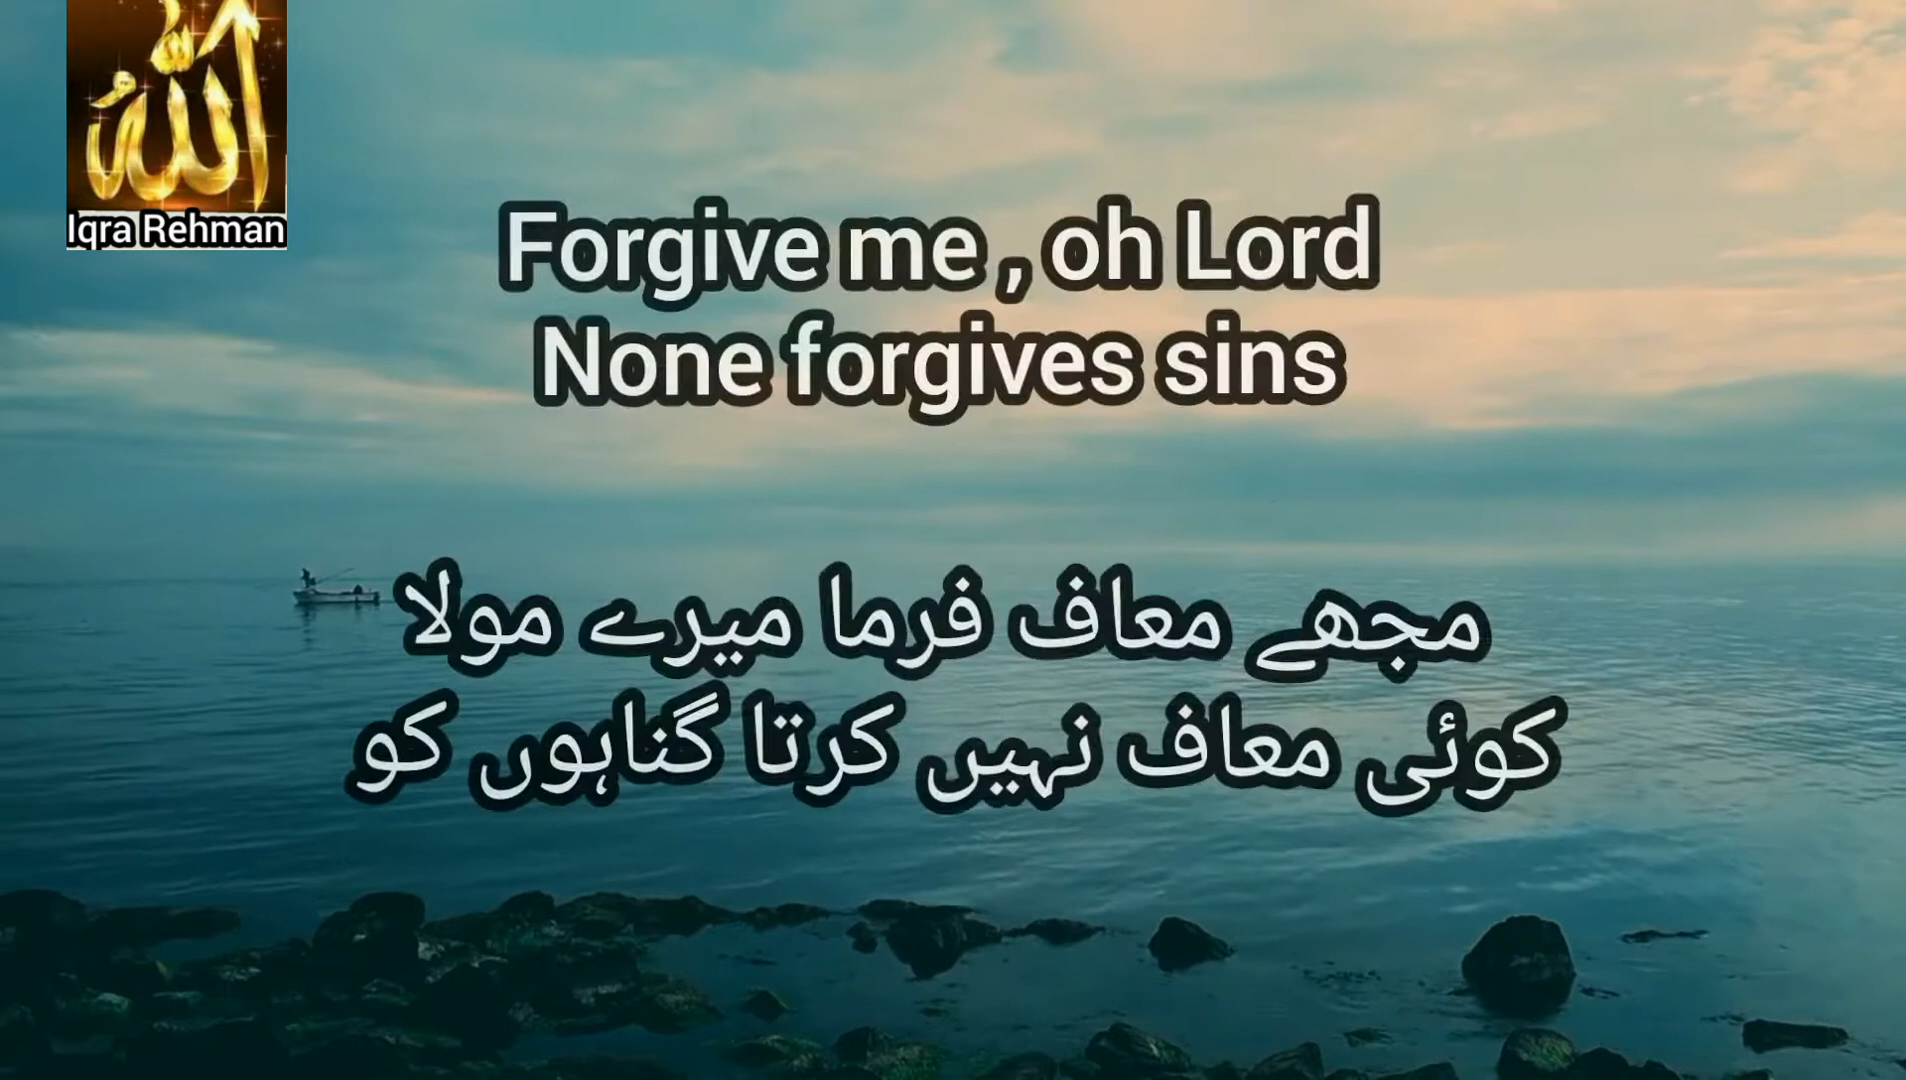 الله
Iqra Rehman
Forgive me , oh Lord
None forgives sins
مجھے معاف فرما میرے مولا
کوئی معاف نہیں کرتا گناہوں کو